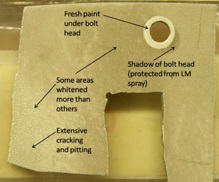 Fresh paint
under bolt
head
Shadow of bolt head
(protected from LM
spray)
Some areas
whitened
more than
others
Extensive
cracking
and pitting